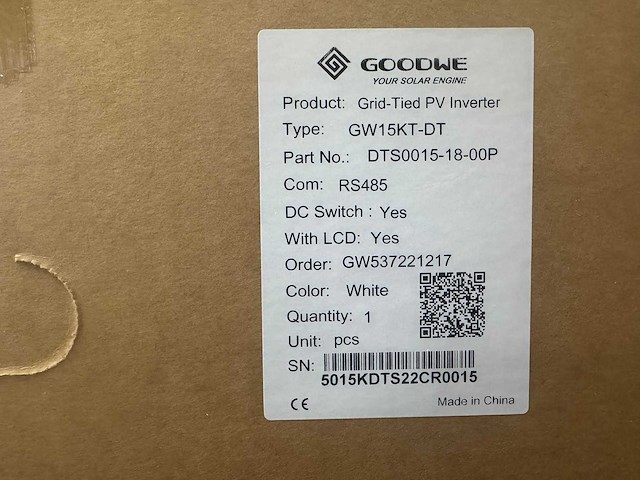 GOODWE
YOUR SOLAR ENGINE
Product: Grid-Tied PV Inverter
Type: GW15KT-DT
Part No.: DTS0015-18-00P
Com: RS485
DC Switch : Yes
With LCD: Yes
Order: GW537221217
Color: White
Quantity: 1
Unit: pcs
SN:
5015KDTS22CR0015
CE Made in China